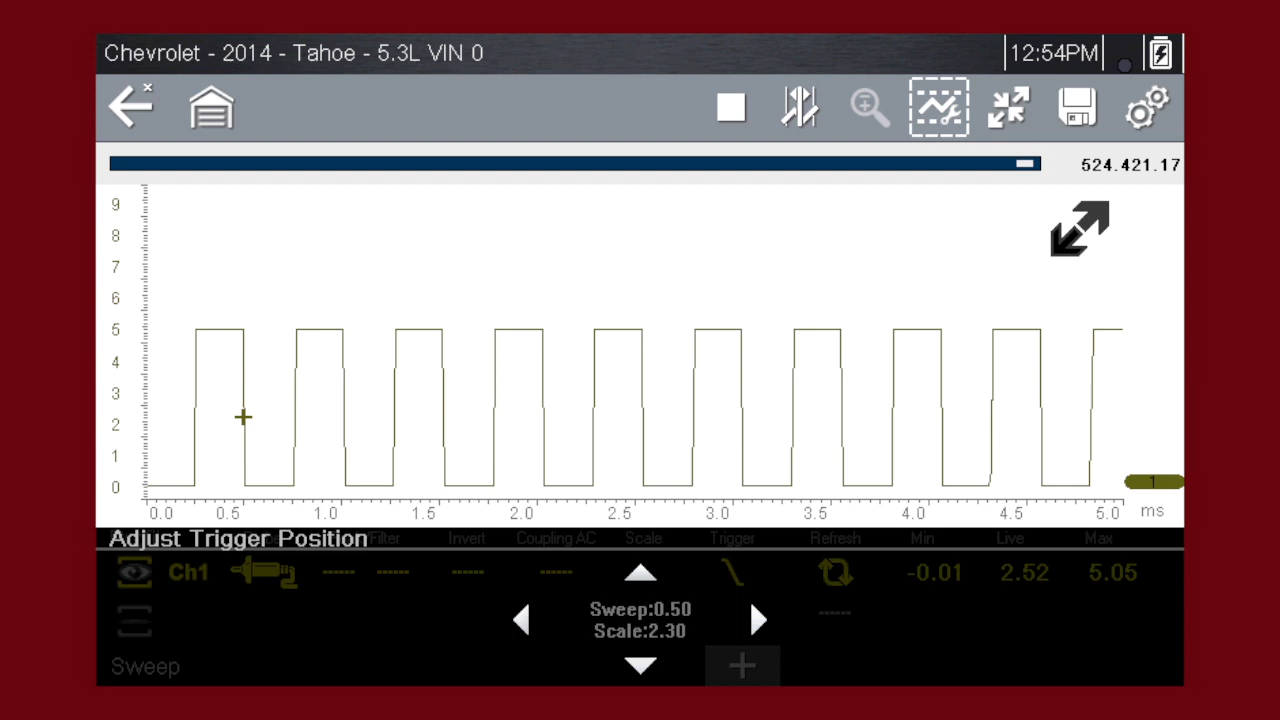 Chevrolet - 2014 - Tahoe - 5.3L VIN 0
12:54PM
524.421.17
9
8
7
6
5
4
3
2
1
0
1
0.0 0.5 1.0 1.5 2.0 2.5 3.0 3.5 4.0 4.5 5.0 ms
Adjust Trigger Position
Filter Invert Coupling AC Scale Trigger Refresh Min Live Max
Ch1 ------ ------ ------ ------ -0.01 2.52 5.05
Sweep:0.50 ------
Scale:2.30
Sweep